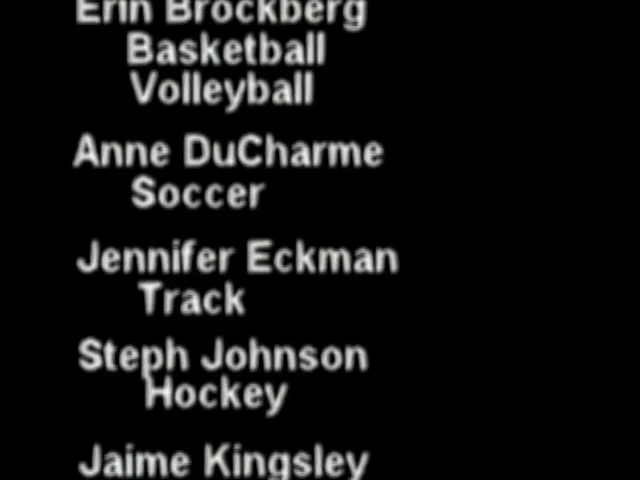 Erin Brockberg
Basketball
Volleyball
Anne DuCharme
Soccer
Jennifer Eckman
Track
Steph Johnson
Hockey
Jaime Kingsley